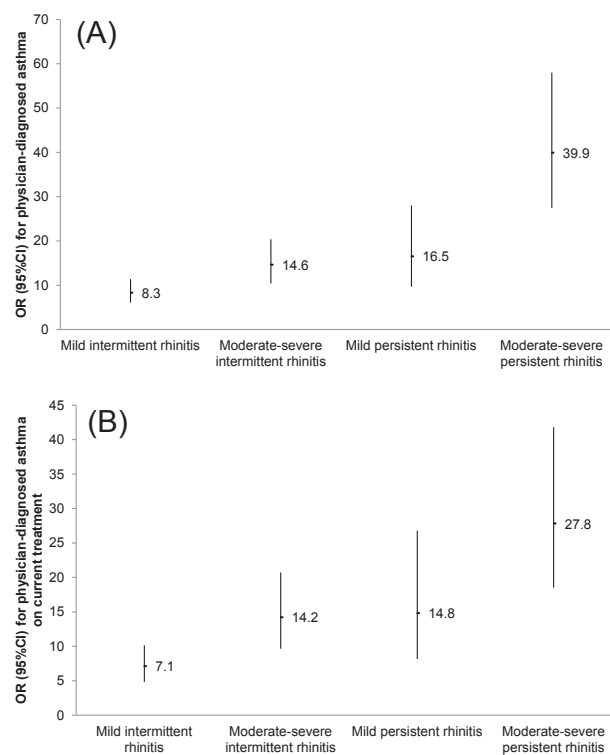 (A)
OR (95%CI) for physician-diagnosed asthma
70
60
50
40
30
20
10
0
8.3
14.6
16.5
39.9
Mild intermittent rhinitis
Moderate-severe
intermittent rhinitis
Mild persistent rhinitis
Moderate-severe
persistent rhinitis
(B)
OR (95%CI) for physician-diagnosed asthma
on current treatment
45
40
35
30
25
20
15
10
5
0
7.1
14.2
14.8
27.8
Mild intermittent
rhinitis
Moderate-severe
intermittent rhinitis
Mild persistent rhinitis
Moderate-severe
persistent rhinitis